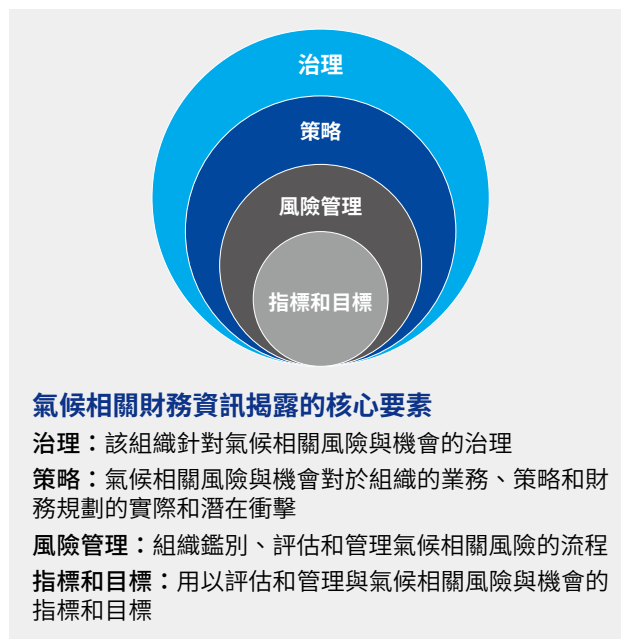 治理
策略
風險管理
指標和目標
氣候相關財務資訊揭露的核心要素
治理：該組織針對氣候相關風險與機會的治理
策略：氣候相關風險與機會對於組織的業務、策略和財
務規劃的實際和潛在衝擊
風險管理：組織鑑別、評估和管理氣候相關風險的流程
指標和目標：用以評估和管理與氣候相關風險與機會的
指標和目標